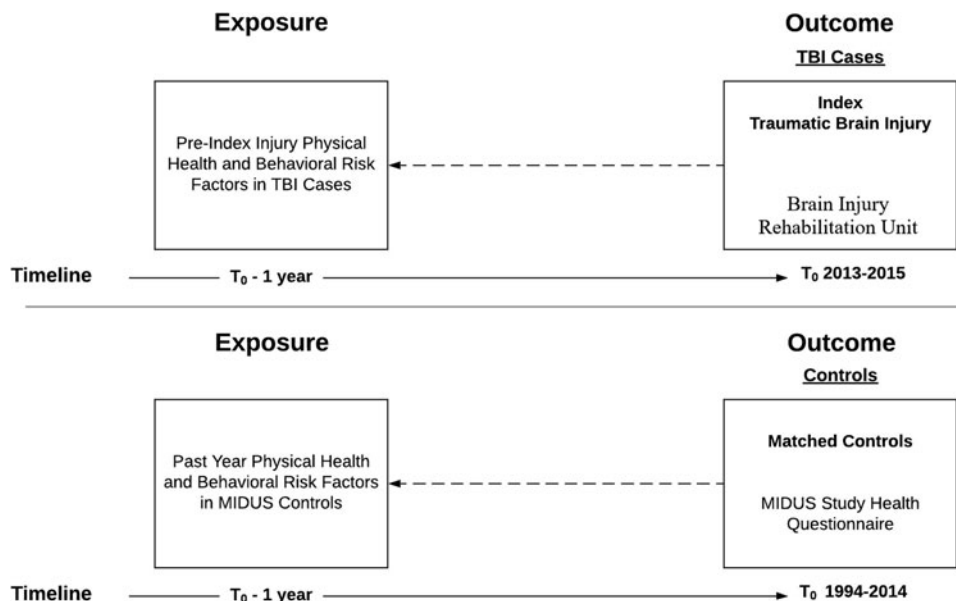 Exposure
Outcome
TBI Cases
Pre-Index Injury Physical
Health and Behavioral Risk
Factors in TBI Cases
Index
Traumatic Brain Injury
Brain Injury
Rehabilitation Unit
Timeline T₀ - 1 year T₀ 2013-2015
Exposure
Outcome
Controls
Past Year Physical Health
and Behavioral Risk Factors
in MIDUS Controls
Matched Controls
MIDUS Study Health
Questionnaire
Timeline T₀ - 1 year T₀ 1994-2014